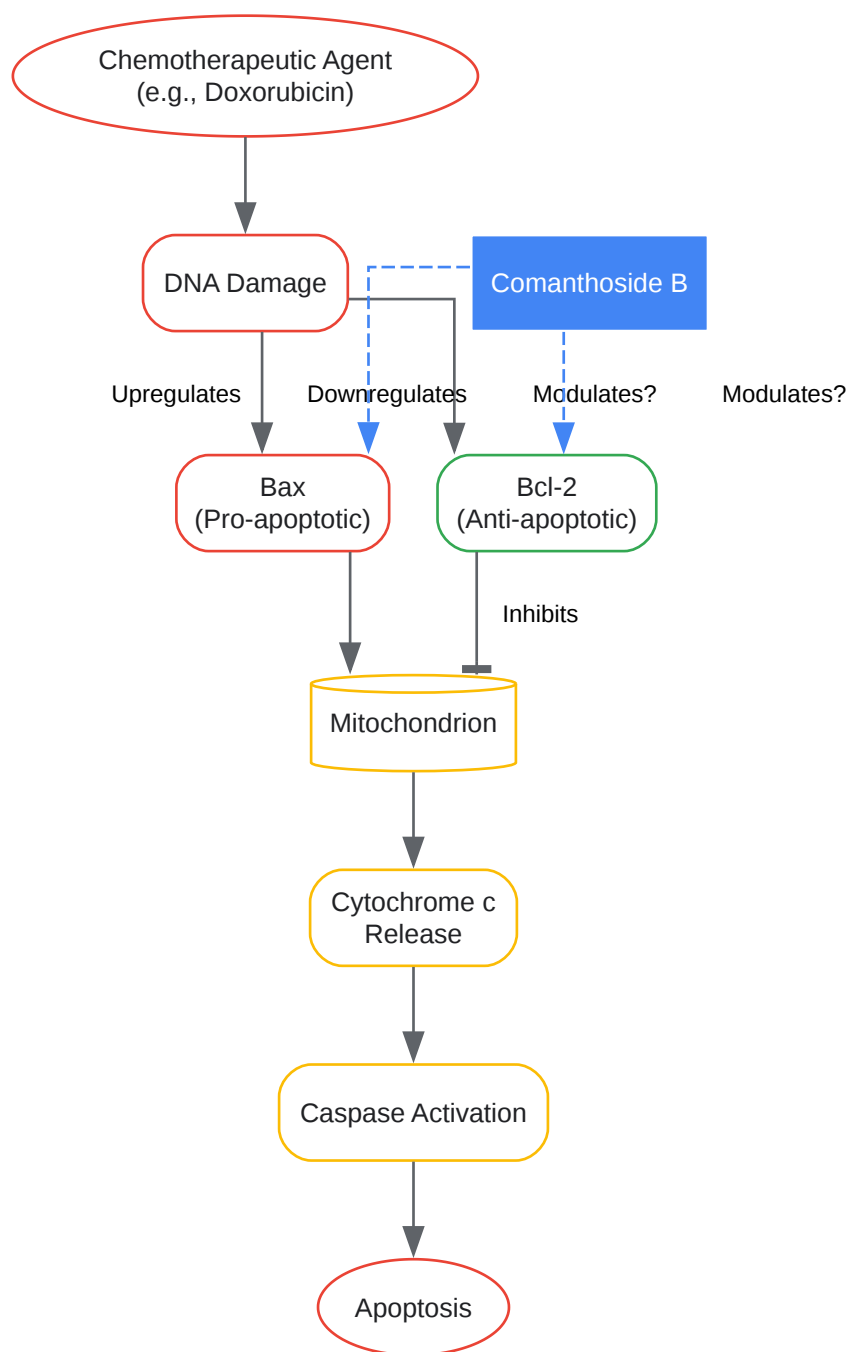 Chemotherapeutic Agent
(e.g., Doxorubicin)
DNA Damage
Comanthoside B
Upregulates
Downregulates
Modulates?
Modulates?
Bax
(Pro-apoptotic)
Bcl-2
(Anti-apoptotic)
Inhibits
Mitochondrion
Cytochrome c
Release
Caspase Activation
Apoptosis